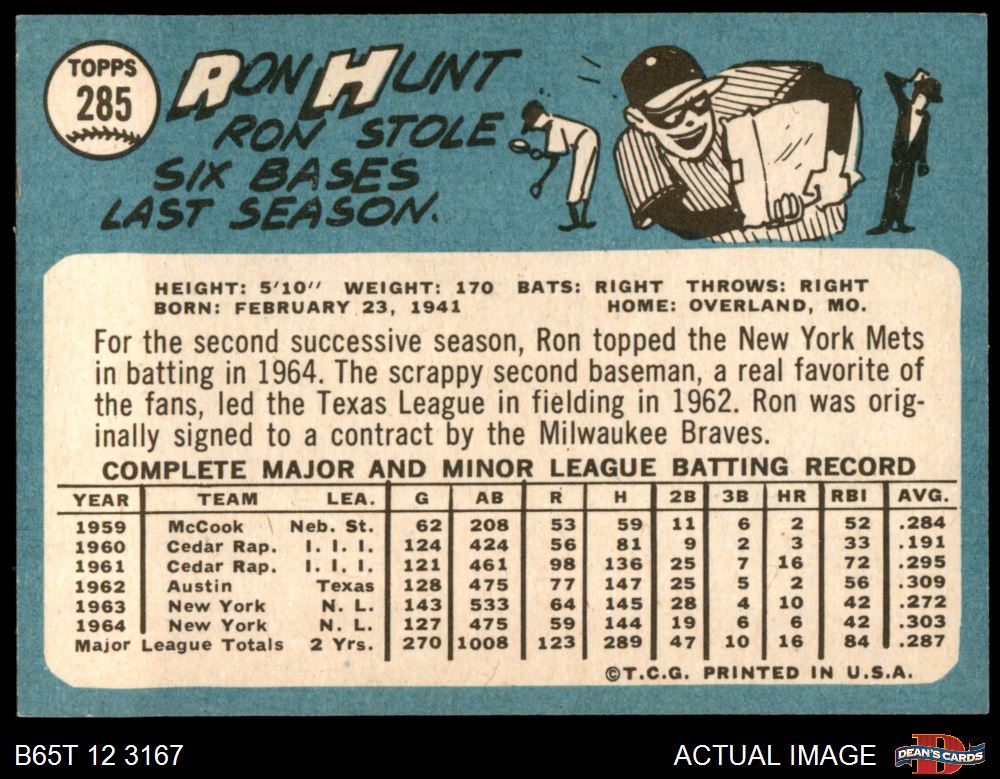 TOPPS
285
RON HUNT
RON STOLE
SIX BASES
LAST SEASON.
HEIGHT: 5'10" WEIGHT: 170 BATS: RIGHT THROWS: RIGHT
BORN: FEBRUARY 23, 1941 HOME: OVERLAND, MO.
For the second successive season, Ron topped the New York Mets
in batting in 1964. The scrappy second baseman, a real favorite of
the fans, led the Texas League in fielding in 1962. Ron was orig-
inally signed to a contract by the Milwaukee Braves.
COMPLETE MAJOR AND MINOR LEAGUE BATTING RECORD
YEAR TEAM LEA. G AB R H 2B 3B HR RBI AVG.
1959 McCook Neb. St. 62 208 53 59 11 6 2 52 .284
1960 Cedar Rap. I. I. I. 124 424 56 81 9 2 3 33 .191
1961 Cedar Rap. I. I. I. 121 461 98 136 25 7 16 72 .295
1962 Austin Texas 128 475 77 147 25 5 2 56 .309
1963 New York N. L. 143 533 64 145 28 4 10 42 .272
1964 New York N. L. 127 475 59 144 19 6 6 42 .303
Major League Totals 2 Yrs. 270 1008 123 289 47 10 16 84 .287
©T.C.G. PRINTED IN U.S.A.
B65T 12 3167 ACTUAL IMAGE D DEAN'S CARDS